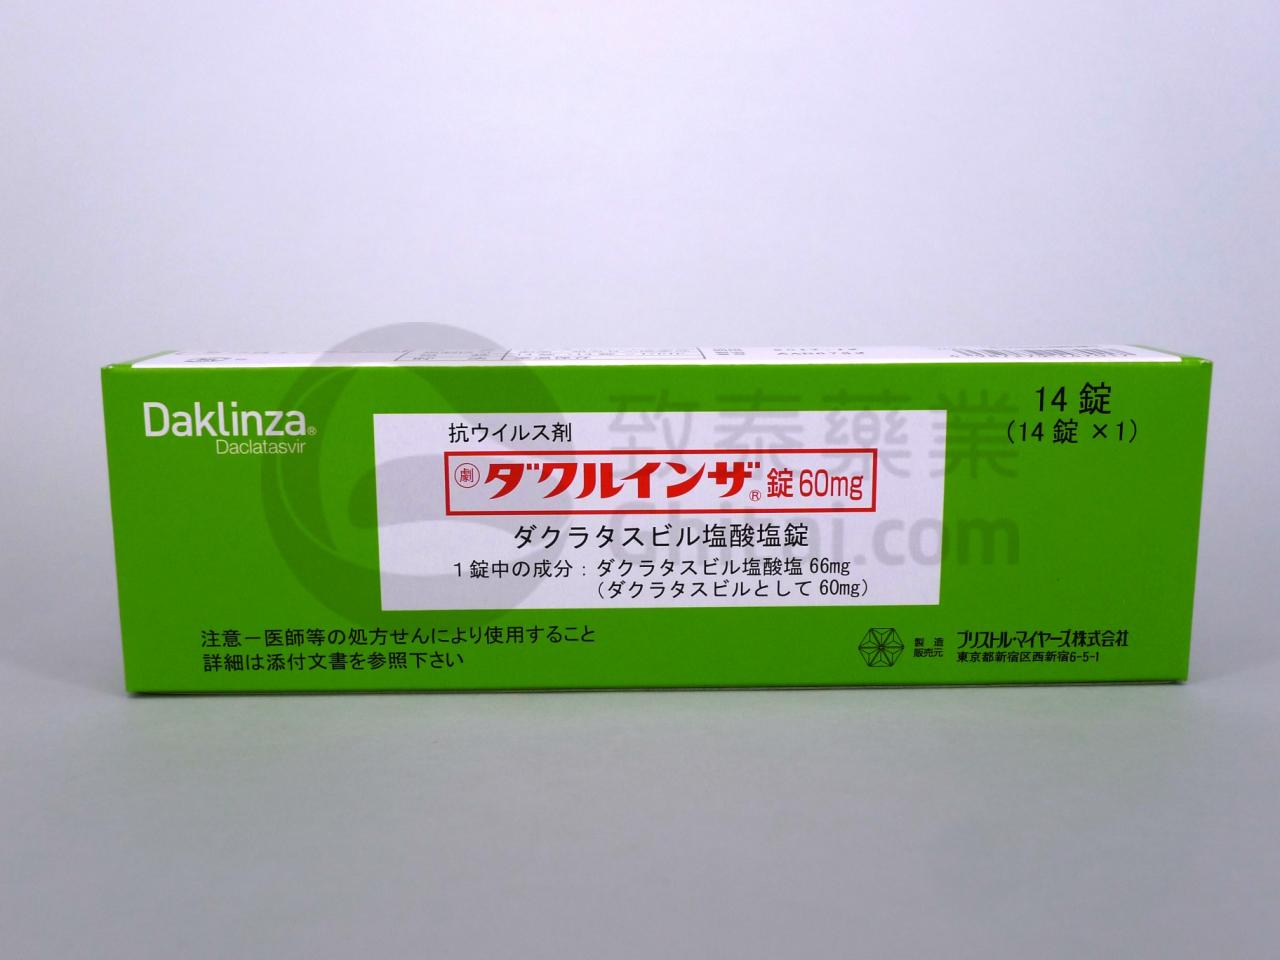 Daklinza®
Daclatasvir
抗ウイルス剤
劇 ダクルインザ® 錠 60mg
ダクラタスビル塩酸塩錠
1錠中の成分：ダクラタスビル塩酸塩 66mg
（ダクラタスビルとして 60mg）
14 錠
（14 錠 ×1）
注意－医師等の処方せんにより使用すること
詳細は添付文書を参照下さい
製造
販売元
ブリストル・マイヤーズ株式会社
東京都新宿区西新宿6-5-1
致泰藥業
Chitai.com